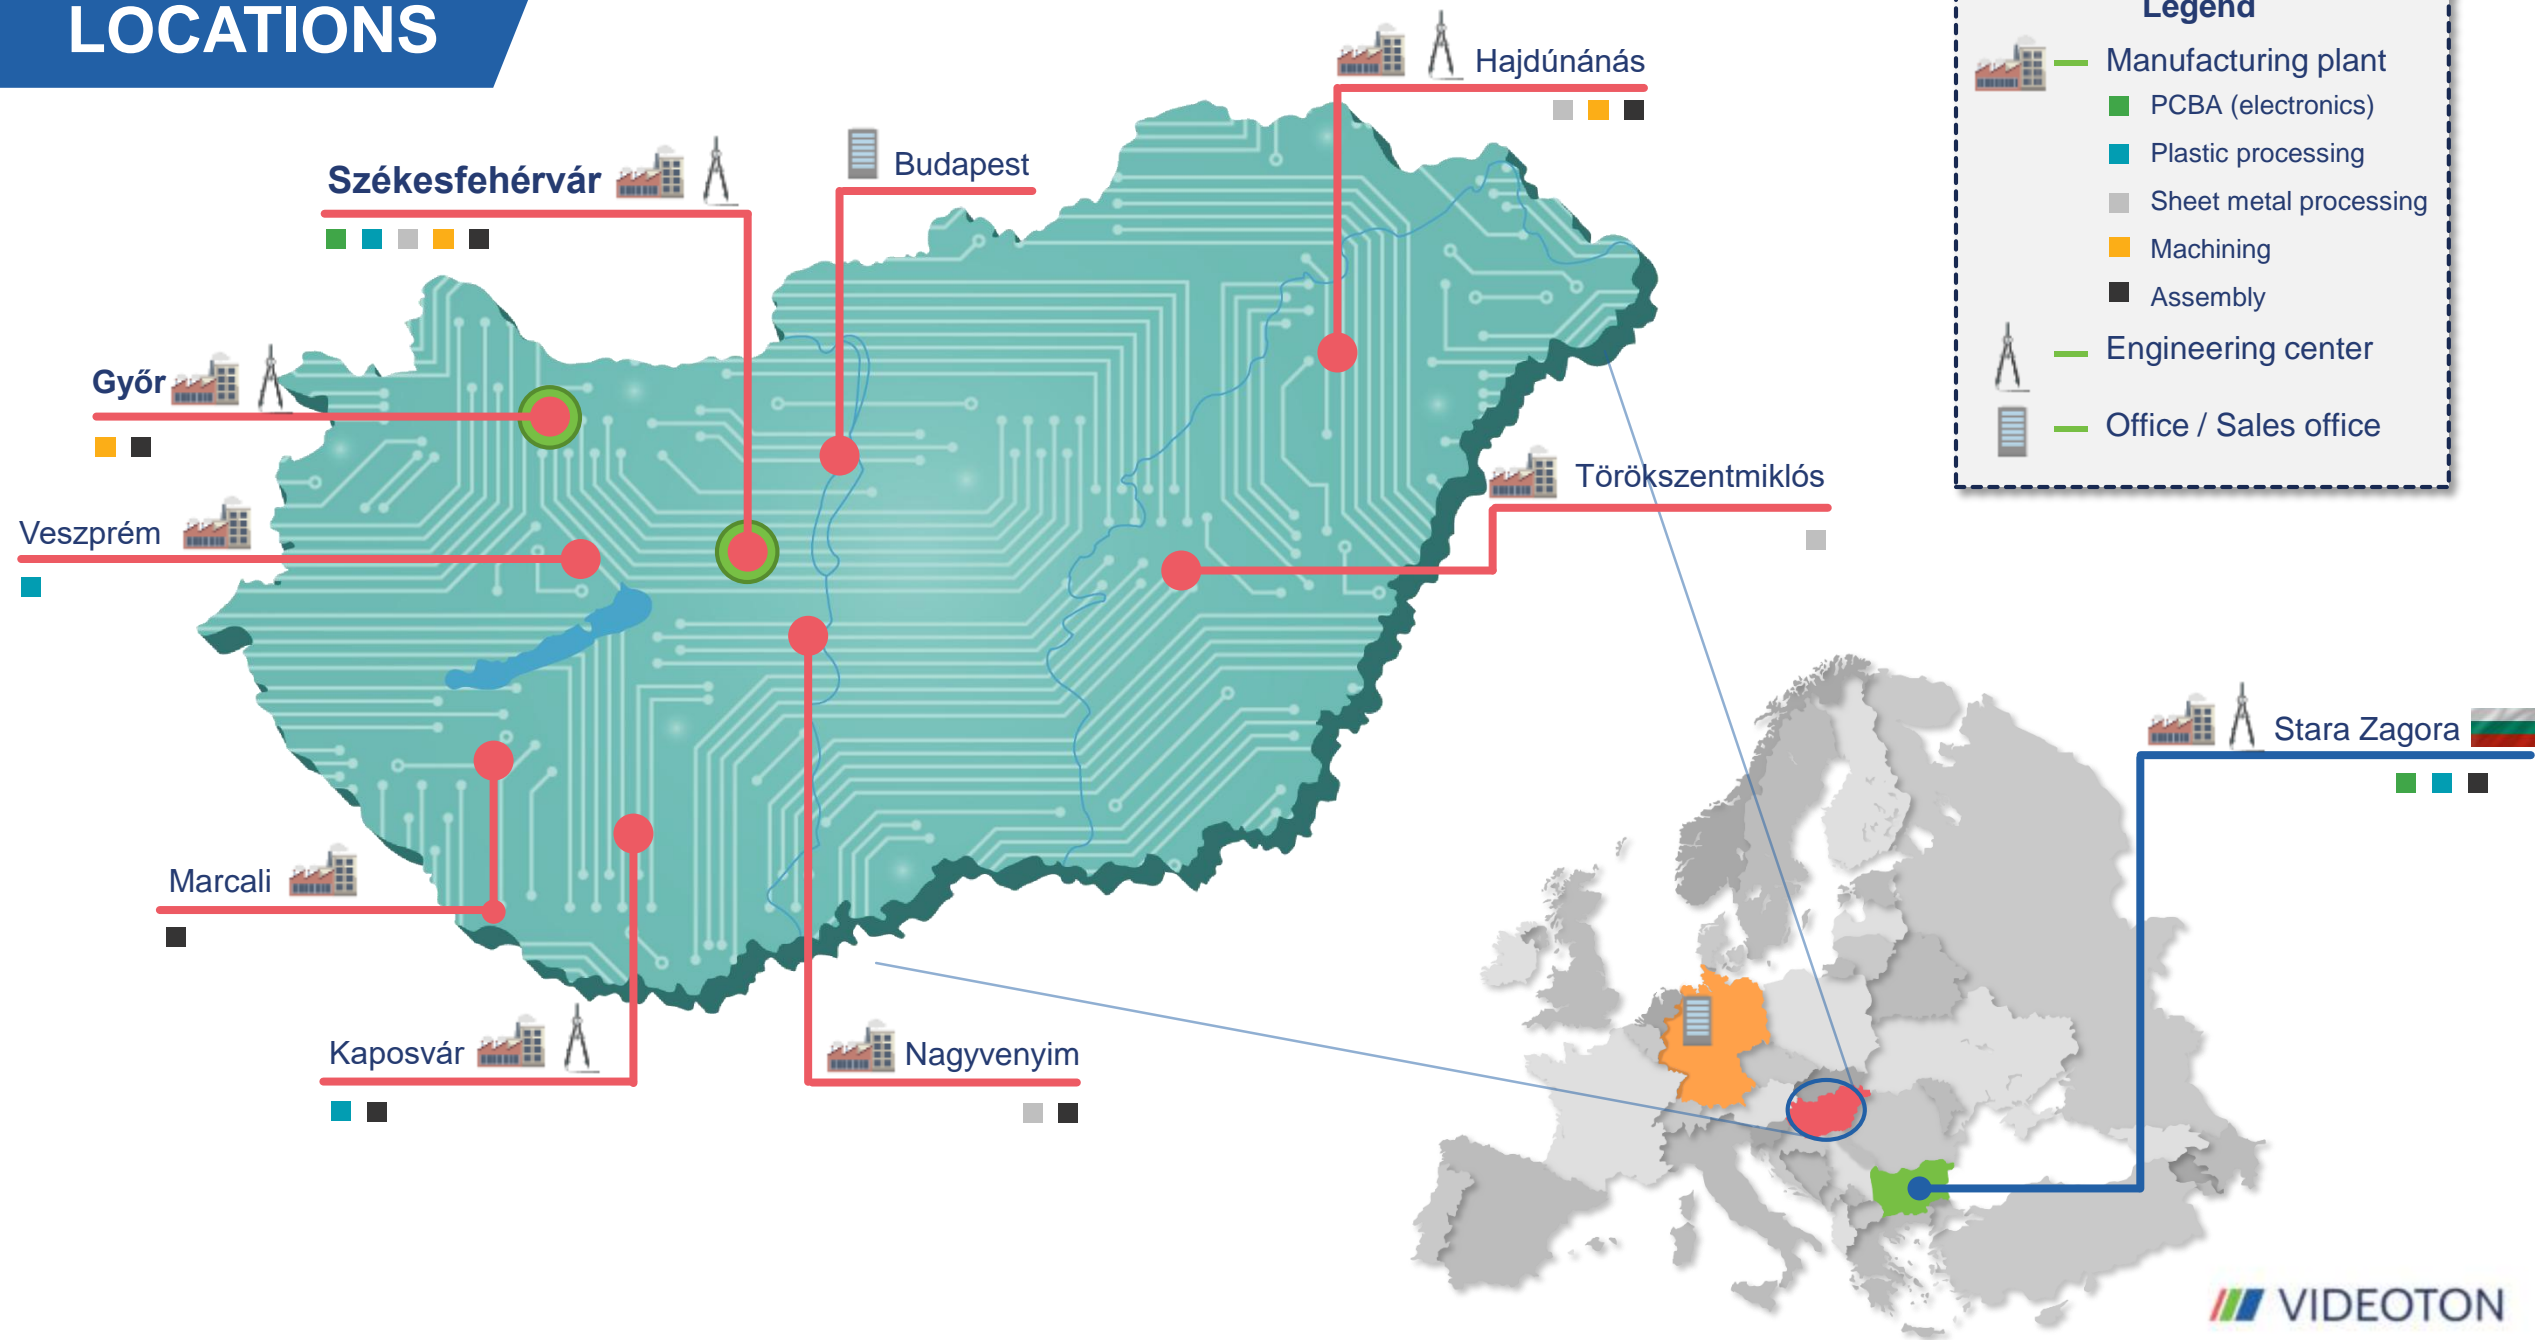 LOCATIONS
Hajdúnánás
Székesfehérvár
Budapest
Győr
Veszprém
Törökszentmiklós
Marcali
Kaposvár
Nagyvenyim
Stara Zagora
Legend
Manufacturing plant
PCBA (electronics)
Plastic processing
Sheet metal processing
Machining
Assembly
Engineering center
Office / Sales office
VIDEOTON